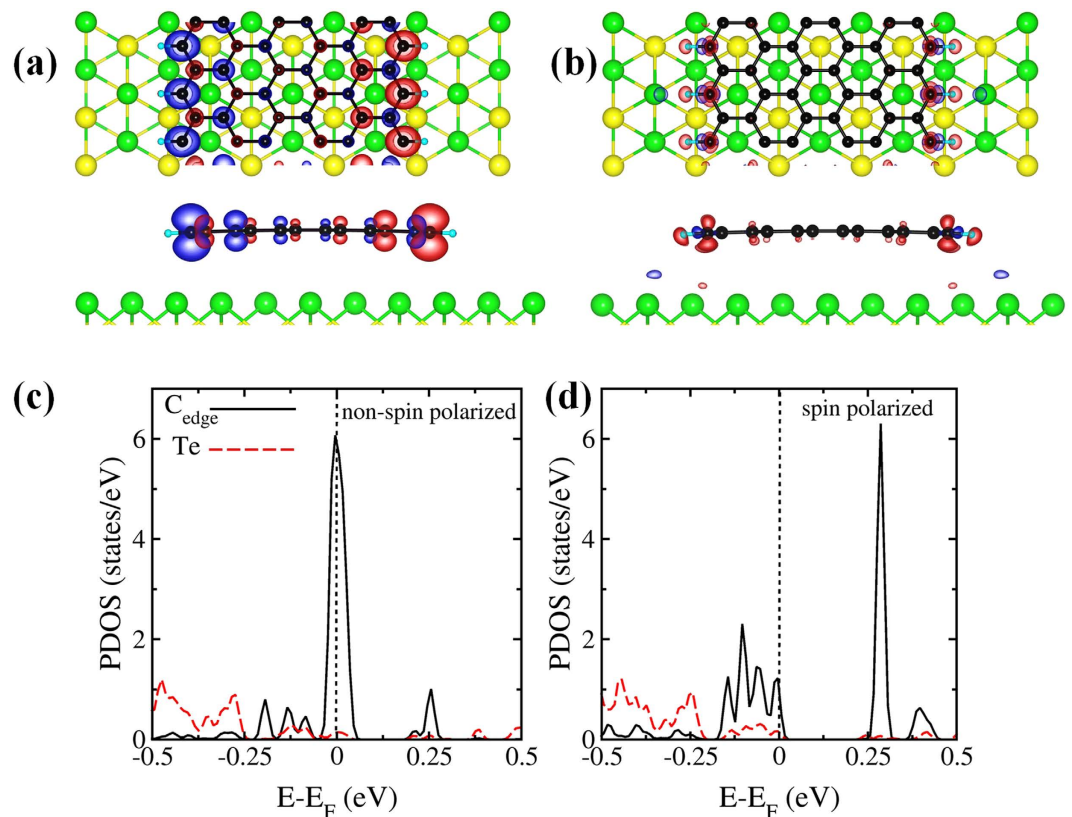 (a)
(b)
(c)
C_edge
Te
non-spin polarized
PDOS (states/eV)
6
4
2
0
-0.5
-0.25
0
0.25
0.5
E-E_F (eV)
(d)
spin polarized
PDOS (states/eV)
6
4
2
0
-0.5
-0.25
0
0.25
0.5
E-E_F (eV)